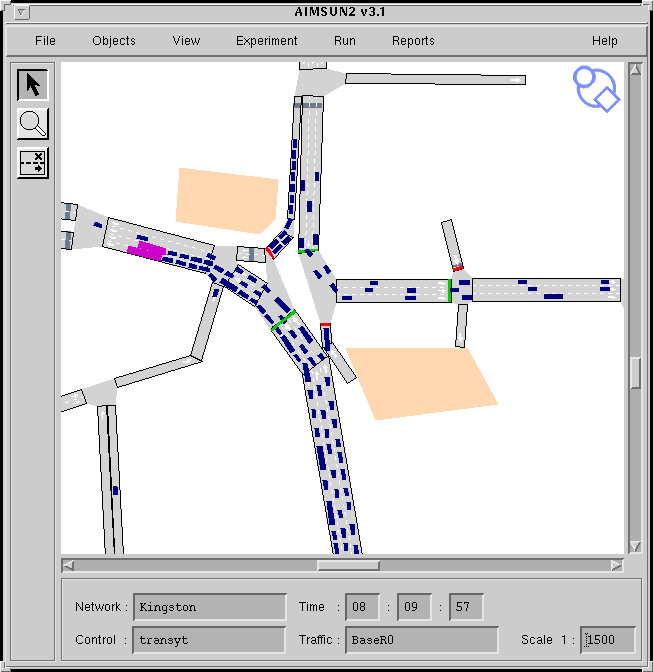 AIMSUN2 v3.1
File Objects View Experiment Run Reports Help
Network : Kingston Time : 08 : 09 : 57
Control : transyt Traffic : BaseR0 Scale 1 : 1500